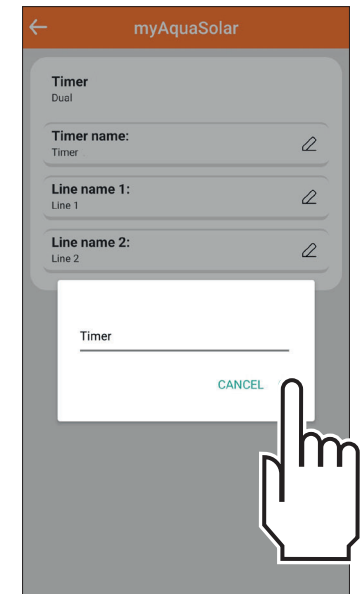 myAquaSolar
Timer
Dual
Timer name:
Timer
Line name 1:
Line 1
Line name 2:
Line 2
Timer
CANCEL